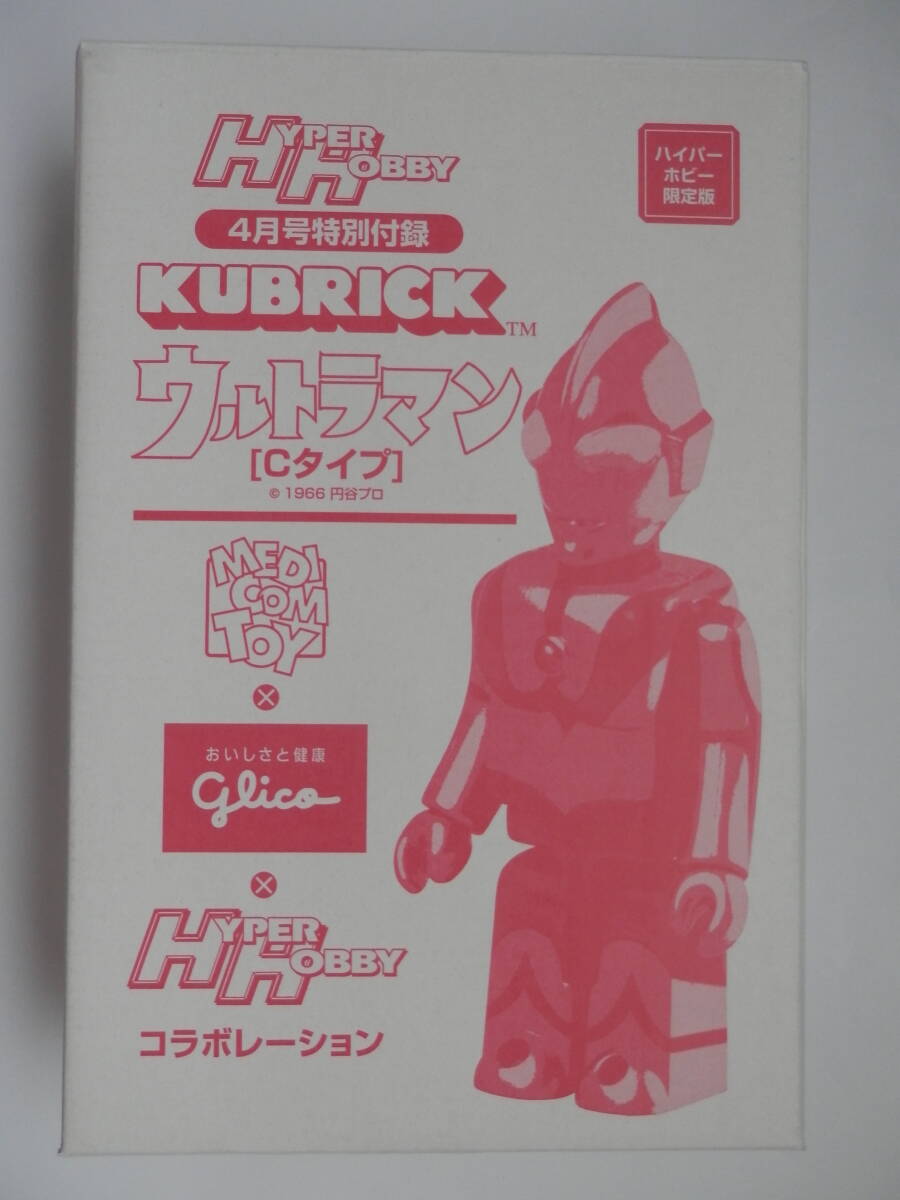 HYPER HOBBY
ハイパー
ホビー
限定版
4月号特別付録
KUBRICK TM
ウルトラマン
[Cタイプ]
© 1966 円谷プロ
MEDI
COM
TOY
×
おいしさと健康
Glico
×
HYPER HOBBY
コラボレーション